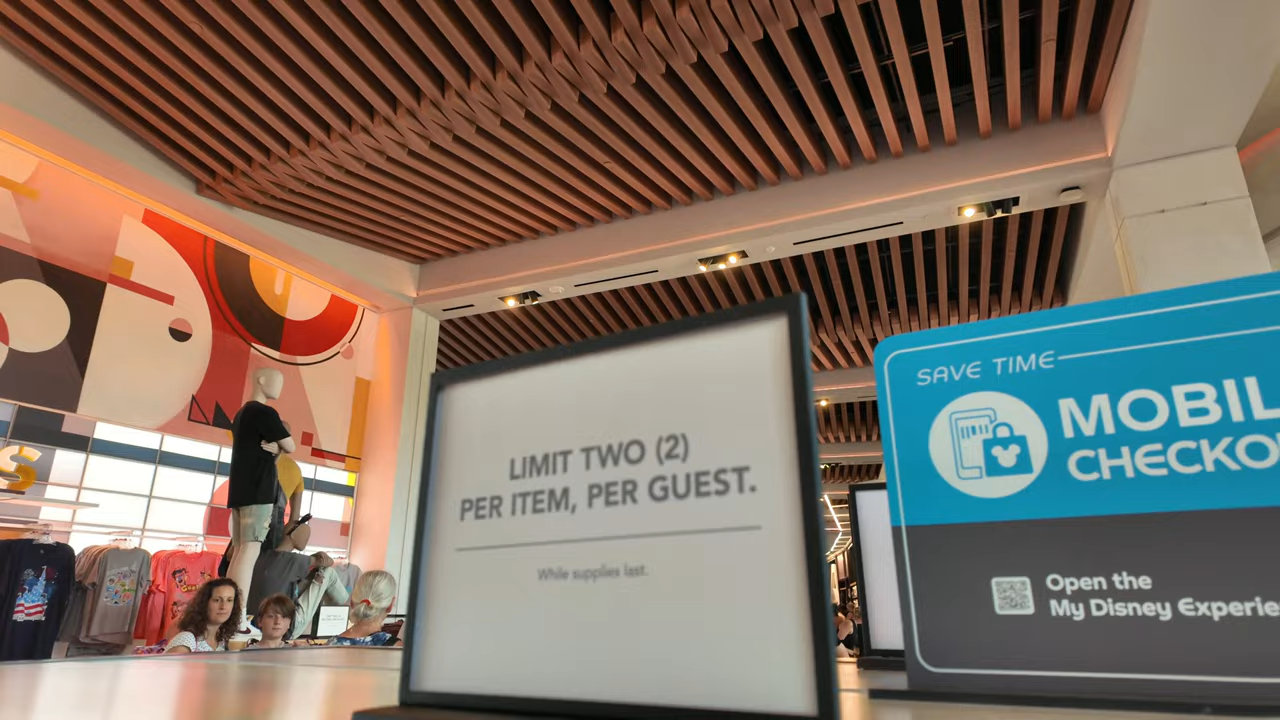 LIMIT TWO (2)
PER ITEM, PER GUEST.
While supplies last.
SAVE TIME
MOBIL
CHECKO
Open the
My Disney Experie
S